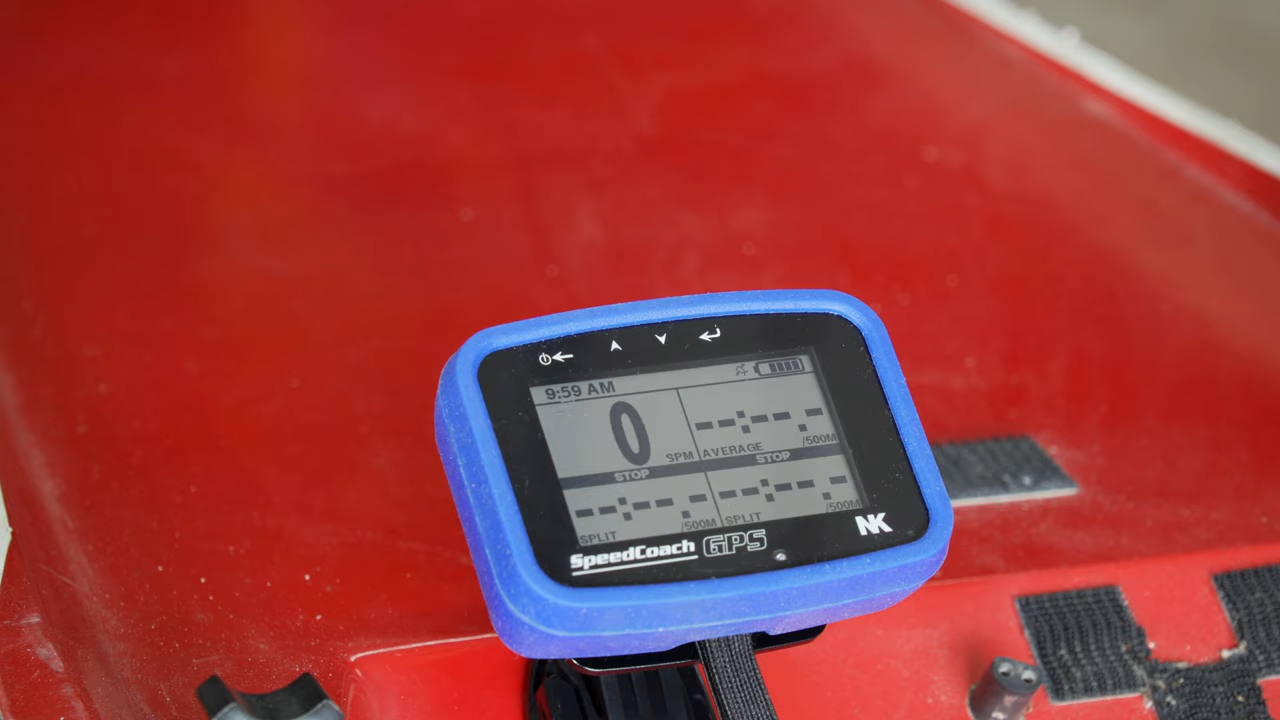 9:59 AM
0
SPM
--:--.-
AVERAGE /500M
STOP STOP
--:--.-
SPLIT /500M
--:--.-
SPLIT /500M
SpeedCoach GPS
NK